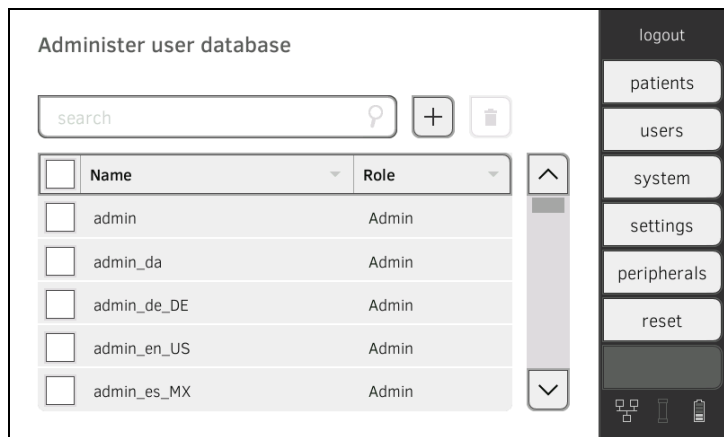 Administer user database
search
Name Role
admin Admin
admin_da Admin
admin_de_DE Admin
admin_en_US Admin
admin_es_MX Admin
logout
patients
users
system
settings
peripherals
reset